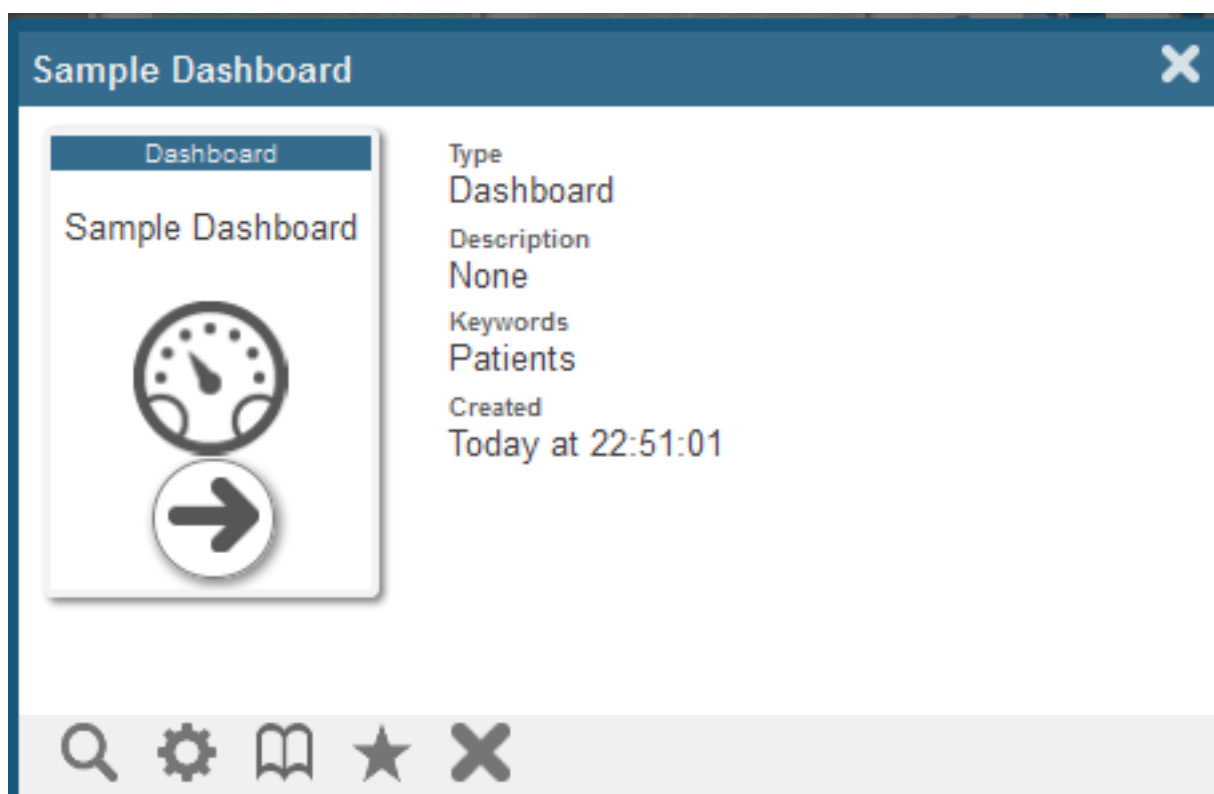 Sample Dashboard
Dashboard
Sample Dashboard
Type
Dashboard
Description
None
Keywords
Patients
Created
Today at 22:51:01